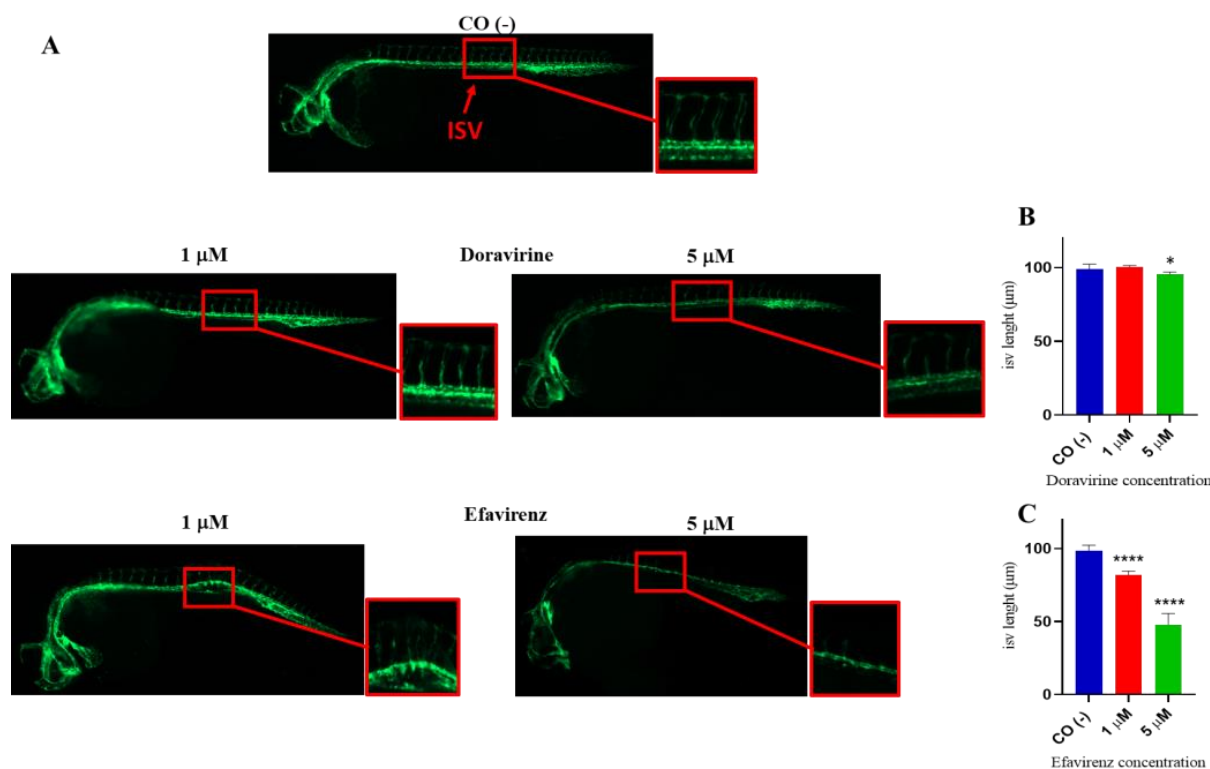 A
CO (-)
ISV
1 μM
Doravirine
5 μM
1 μM
Efavirenz
5 μM
B
isv lenght (μm)
100
50
0
*
CO (-)
1 μM
5 μM
Doravirine concentration
C
isv lenght (μm)
100
50
0
****
****
CO (-)
1 μM
5 μM
Efavirenz concentration